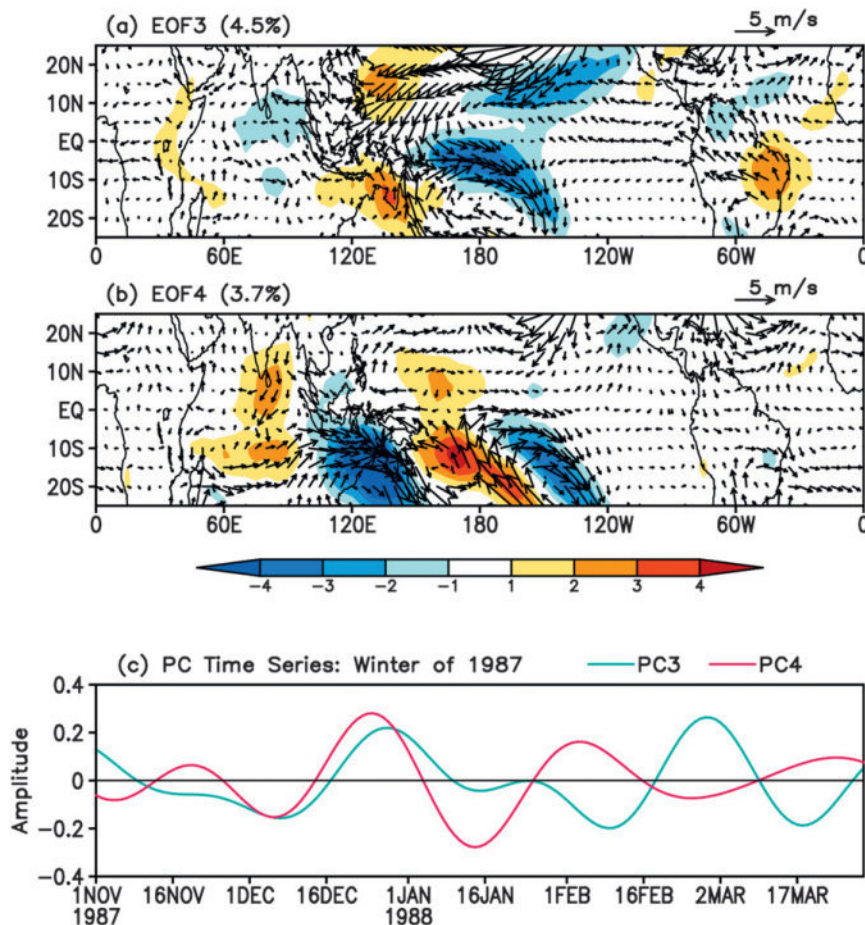 (a) EOF3 (4.5%) 5 m/s
20N
10N
EQ
10S
20S
0 60E 120E 180 120W 60W 0
(b) EOF4 (3.7%) 5 m/s
20N
10N
EQ
10S
20S
0 60E 120E 180 120W 60W 0
-4 -3 -2 -1 1 2 3 4
(c) PC Time Series: Winter of 1987 PC3 PC4
0.4
0.2
0
-0.2
-0.4
Amplitude
1NOV 16NOV 1DEC 16DEC 1JAN 16JAN 1FEB 16FEB 2MAR 17MAR
1987 1988